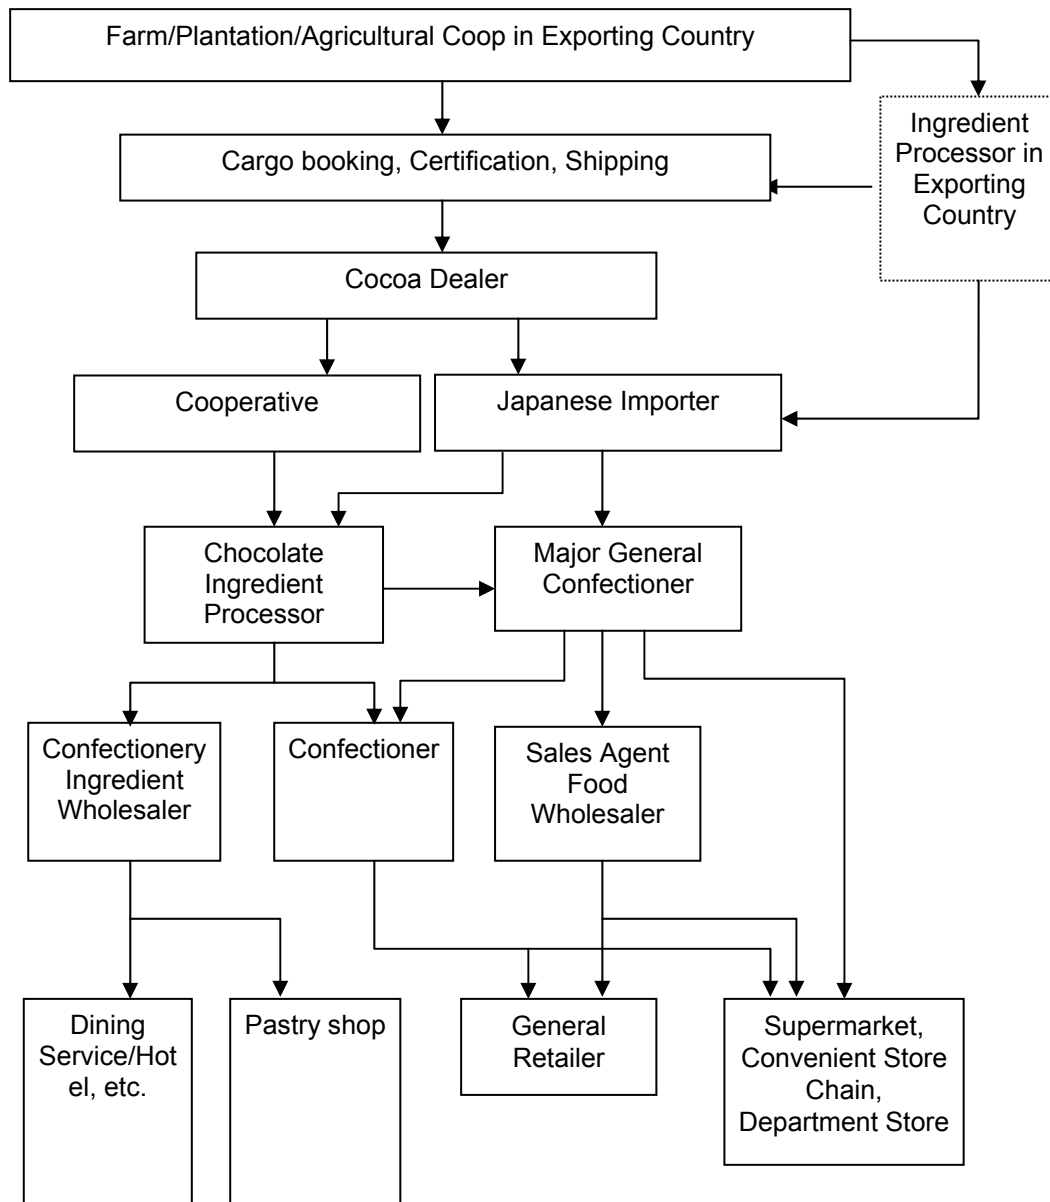 Farm/Plantation/Agricultural Coop in Exporting Country
Ingredient
Processor in
Exporting
Country
Cargo booking, Certification, Shipping
Cocoa Dealer
Cooperative
Japanese Importer
Chocolate
Ingredient
Processor
Major General
Confectioner
Confectionery
Ingredient
Wholesaler
Confectioner
Sales Agent
Food
Wholesaler
Dining
Service/Hot
el, etc.
Pastry shop
General
Retailer
Supermarket,
Convenient Store
Chain,
Department Store